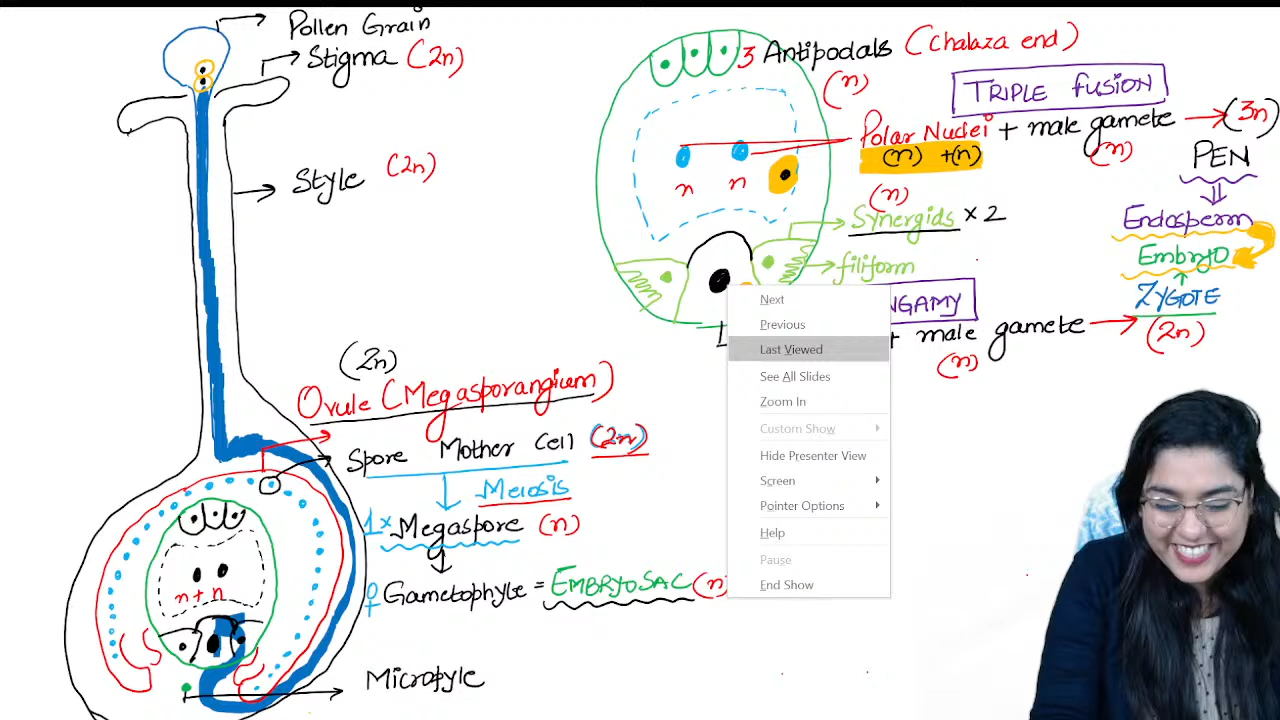 Pollen Grain
Stigma (2n)
Style (2n)
(2n)
Ovule (Megasporangium)
Spore Mother Cell (2n)
Meiosis
1x Megaspore (n)
♀ Gametophyte = EMBRYOSAC (n)
Micropyle
n + n
3 Antipodals (Chalaza end)
(n)
TRIPLE FUSION
Polar Nuclei + male gamete → (3n)
(n) +(n)
(n)
PEN
n n
(n)
Synergids × 2
filiform
Endosperm
Embryo
ZYGOTE
(2n)
NGAMY
+ male gamete
(n)
Next
Previous
Last Viewed
See All Slides
Zoom In
Custom Show
Hide Presenter View
Screen
Pointer Options
Help
Pause
End Show